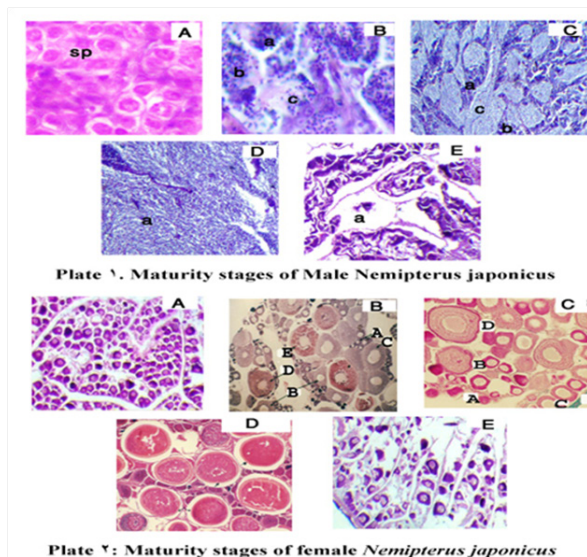 A
sp
B
a
b
c
C
a
c
b
D
a
E
a
Plate ١. Maturity stages of Male Nemipterus japonicus
A
B
A
C
E
D
B
C
D
B
A
C
D
E
Plate ٢: Maturity stages of female Nemipterus japonicus